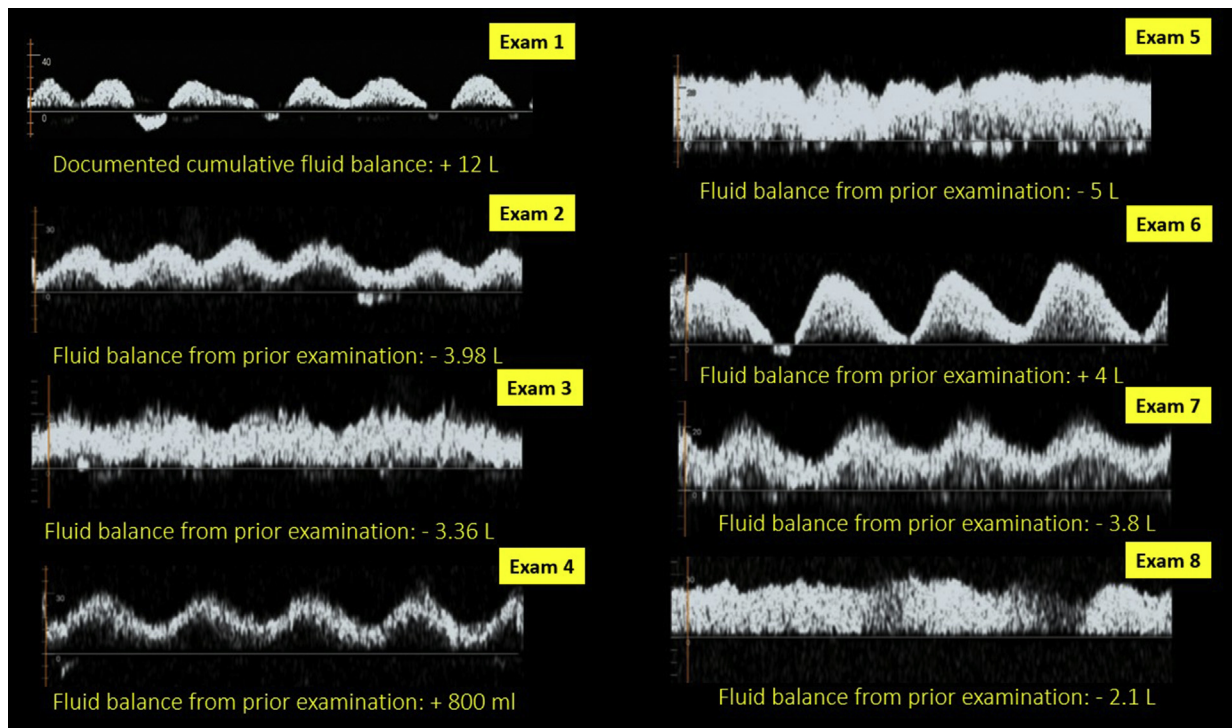 Exam 1
40
0
Documented cumulative fluid balance: + 12 L
Exam 2
30
0
Fluid balance from prior examination: - 3.98 L
Exam 3
Fluid balance from prior examination: - 3.36 L
Exam 4
30
0
Fluid balance from prior examination: + 800 ml
Exam 5
20
Fluid balance from prior examination: - 5 L
Exam 6
Fluid balance from prior examination: + 4 L
Exam 7
20
0
Fluid balance from prior examination: - 3.8 L
Exam 8
Fluid balance from prior examination: - 2.1 L